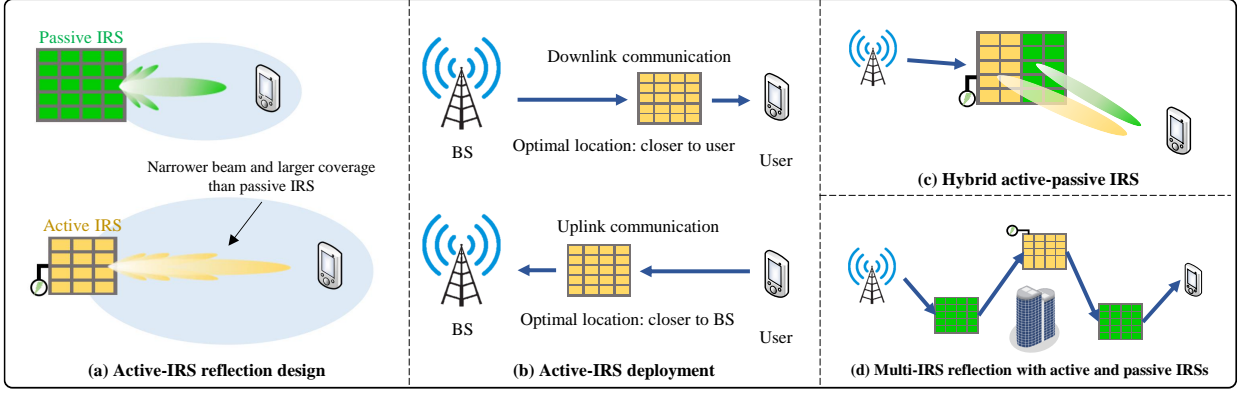 Passive IRS
Narrower beam and larger coverage
than passive IRS
Active IRS
(a) Active-IRS reflection design
Downlink communication
BS
Optimal location: closer to user
User
Uplink communication
BS
Optimal location: closer to BS
User
(b) Active-IRS deployment
(c) Hybrid active-passive IRS
(d) Multi-IRS reflection with active and passive IRSs